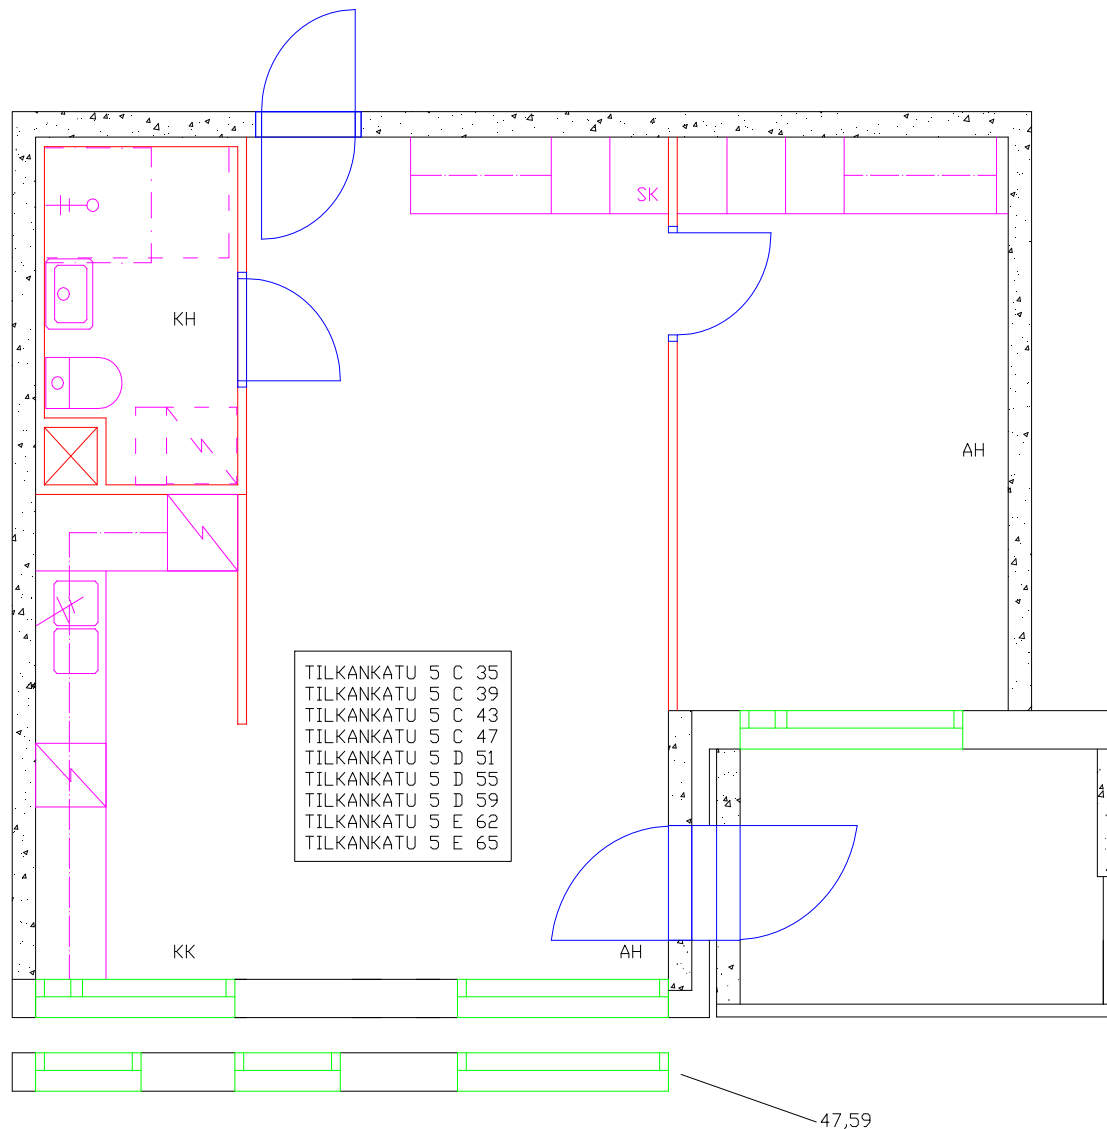 SK
KH
AH
TILKANKATU 5 C 35
TILKANKATU 5 C 39
TILKANKATU 5 C 43
TILKANKATU 5 C 47
TILKANKATU 5 D 51
TILKANKATU 5 D 55
TILKANKATU 5 D 59
TILKANKATU 5 E 62
TILKANKATU 5 E 65
KK
AH
47,59